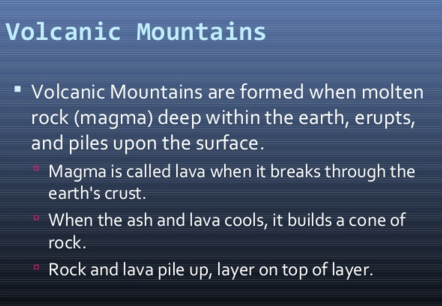 Volcanic Mountains
Volcanic Mountains are formed when molten
rock (magma) deep within the earth, erupts,
and piles upon the surface.
Magma is called lava when it breaks through the
earth's crust.
When the ash and lava cools, it builds a cone of
rock.
Rock and lava pile up, layer on top of layer.